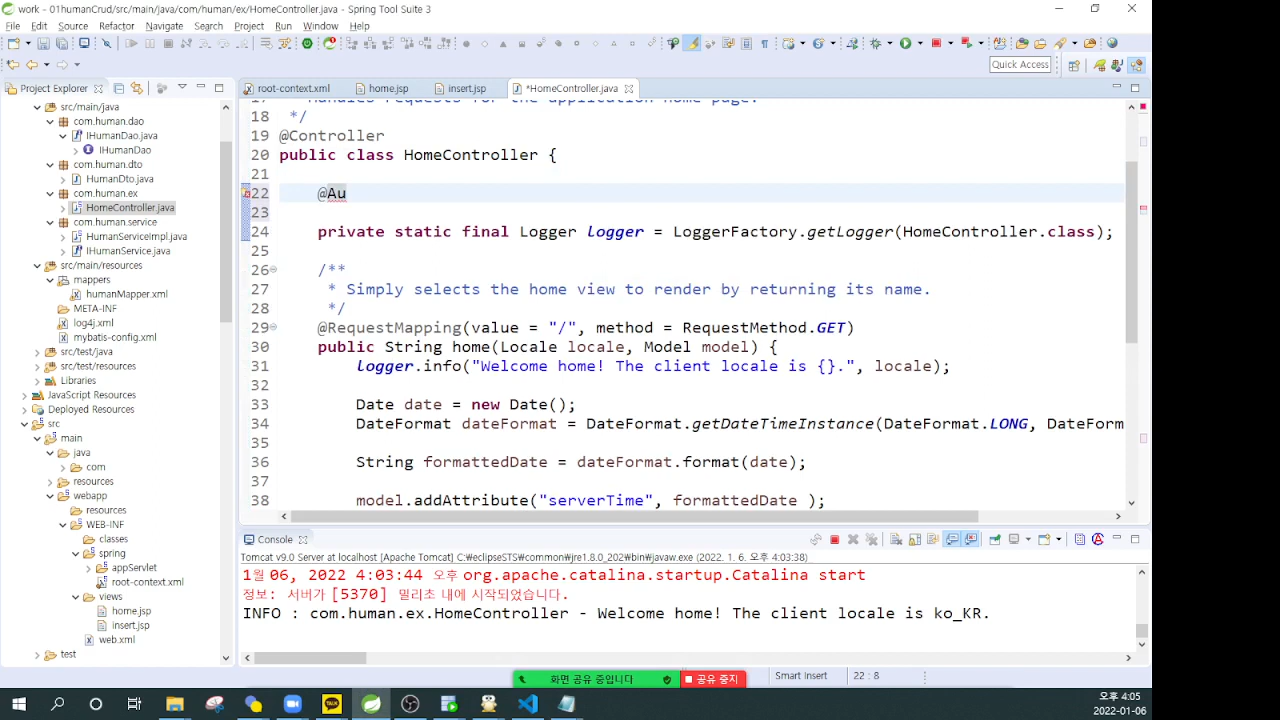 work - 01humanCrud/src/main/java/com/human/ex/HomeController.java - Spring Tool Suite 3
File Edit Source Refactor Navigate Search Project Run Window Help
Quick Access
Project Explorer
src/main/java
com.human.dao
IHumanDao.java
IHumanDao
com.human.dto
HumanDto.java
com.human.ex
HomeController.java
com.human.service
HumanServiceImpl.java
IHumanService.java
src/main/resources
mappers
humanMapper.xml
META-INF
log4j.xml
mybatis-config.xml
src/test/java
src/test/resources
Libraries
JavaScript Resources
Deployed Resources
src
main
java
com
resources
webapp
resources
WEB-INF
classes
spring
appServlet
root-context.xml
views
home.jsp
insert.jsp
web.xml
test
root-context.xml home.jsp insert.jsp *HomeController.java
17 * Handles requests for the application home page.
18 */
19 @Controller
20 public class HomeController {
21
22 @Au
23
24 private static final Logger logger = LoggerFactory.getLogger(HomeController.class);
25
26 /**
27 * Simply selects the home view to render by returning its name.
28 */
29 @RequestMapping(value = "/", method = RequestMethod.GET)
30 public String home(Locale locale, Model model) {
31 logger.info("Welcome home! The client locale is {}.", locale);
32
33 Date date = new Date();
34 DateFormat dateFormat = DateFormat.getDateTimeInstance(DateFormat.LONG, DateForm
35
36 String formattedDate = dateFormat.format(date);
37
38 model.addAttribute("serverTime", formattedDate );
Console
Tomcat v9.0 Server at localhost [Apache Tomcat] C:₩eclipseSTS₩common₩jre1.8.0_202₩bin₩javaw.exe (2022. 1. 6. 오후 4:03:38)
1월 06, 2022 4:03:44 오후 org.apache.catalina.startup.Catalina start
정보: 서버가 [5370] 밀리초 내에 시작되었습니다.
INFO : com.human.ex.HomeController - Welcome home! The client locale is ko_KR.
화면 공유 중입니다 공유 중지
Smart Insert 22 : 8
TALK
오후 4:05
2022-01-06